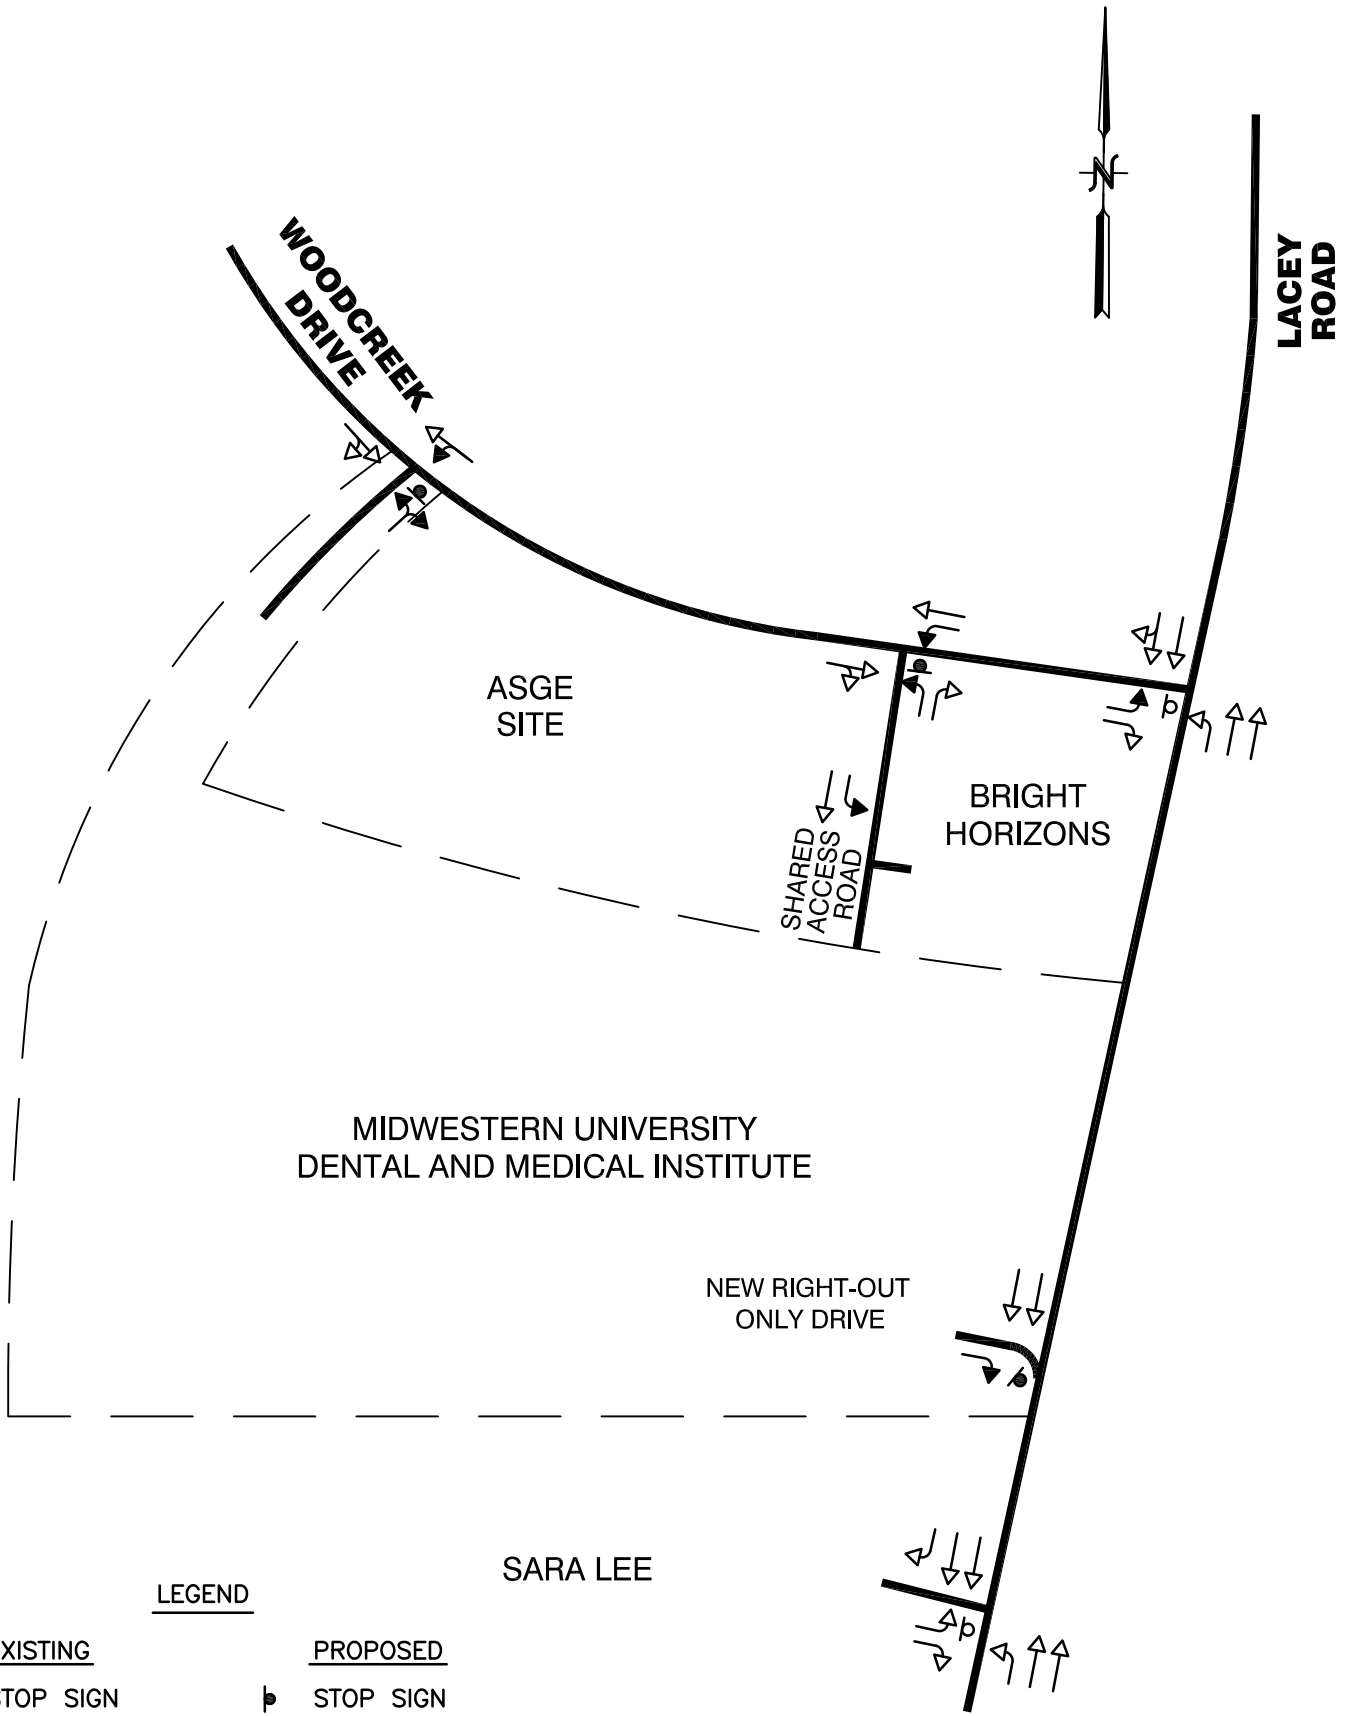 N
LACEY
ROAD
WOODCREEK
DRIVE
ASGE
SITE
BRIGHT
HORIZONS
SHARED
ACCESS
ROAD
MIDWESTERN UNIVERSITY
DENTAL AND MEDICAL INSTITUTE
NEW RIGHT-OUT
ONLY DRIVE
SARA LEE
LEGEND
XISTING
PROPOSED
TOP SIGN
STOP SIGN